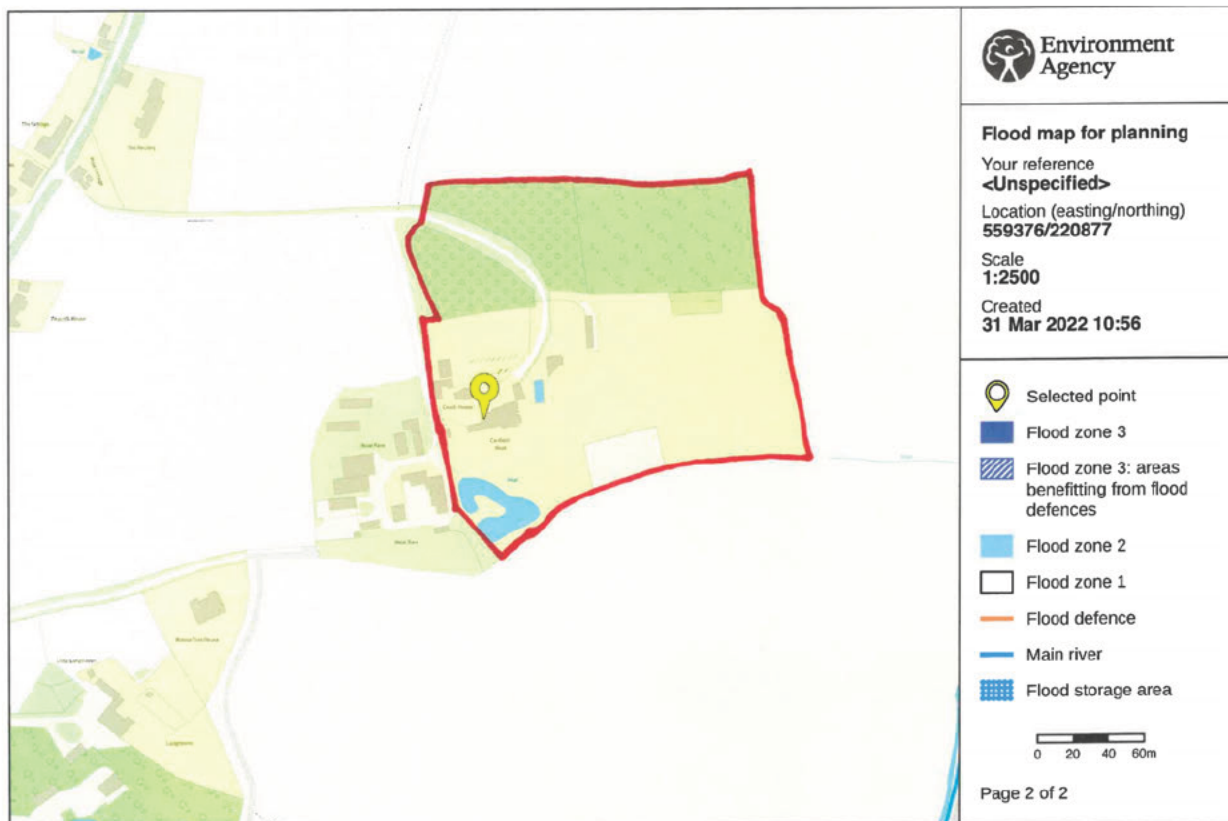 Environment
Agency
Flood map for planning
Your reference
<Unspecified>
Location (easting/northing)
559376/220877
Scale
1:2500
Created
31 Mar 2022 10:56
Selected point
Flood zone 3
Flood zone 3: areas
benefitting from flood
defences
Flood zone 2
Flood zone 1
Flood defence
Main river
Flood storage area
0 20 40 60m
Page 2 of 2